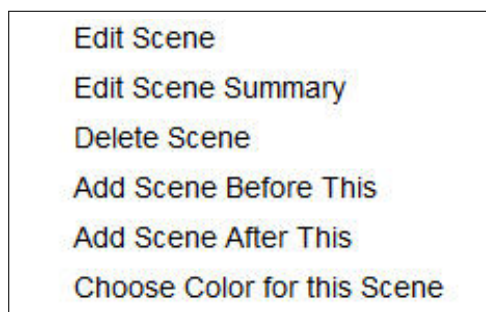 Edit Scene
Edit Scene Summary
Delete Scene
Add Scene Before This
Add Scene After This
Choose Color for this Scene